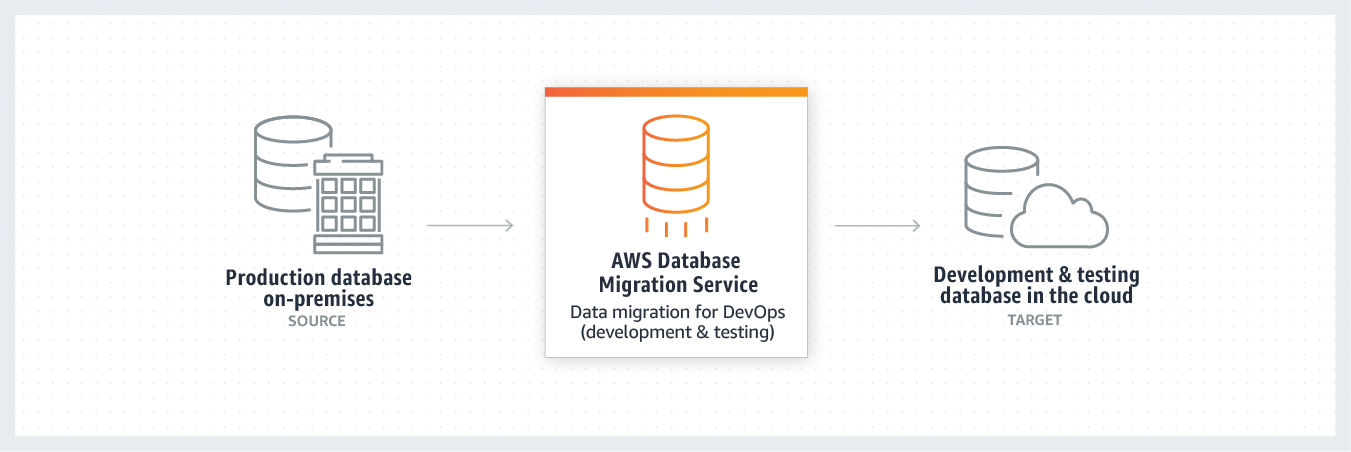 Production database
on-premises
SOURCE
AWS Database
Migration Service
Data migration for DevOps
(development & testing)
Development & testing
database in the cloud
TARGET